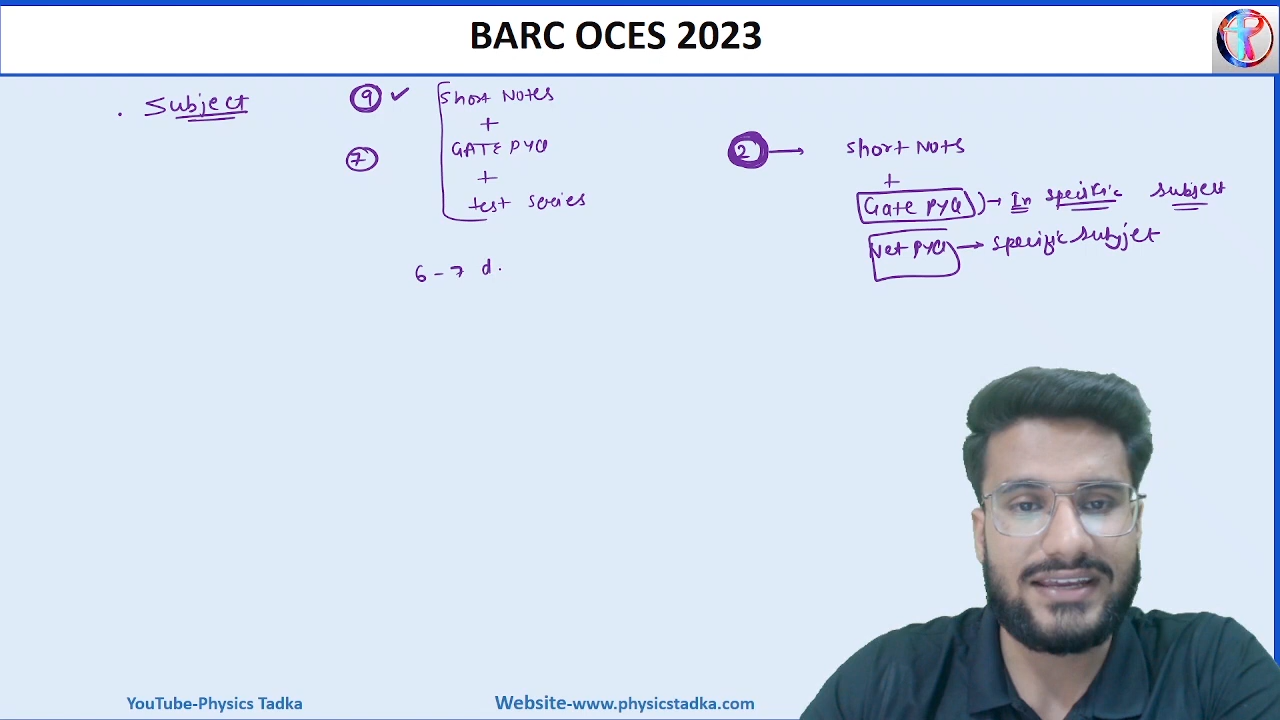 BARC OCES 2023
. Subject
9 ✓
Short Notes
+
GATE PYQ
+
test series
7
6 - 7 d.
2 → Short Nots
+
Gate PYQ → In specific subject
Net PYQ → specific subjet
YouTube-Physics Tadka
Website-www.physicstadka.com